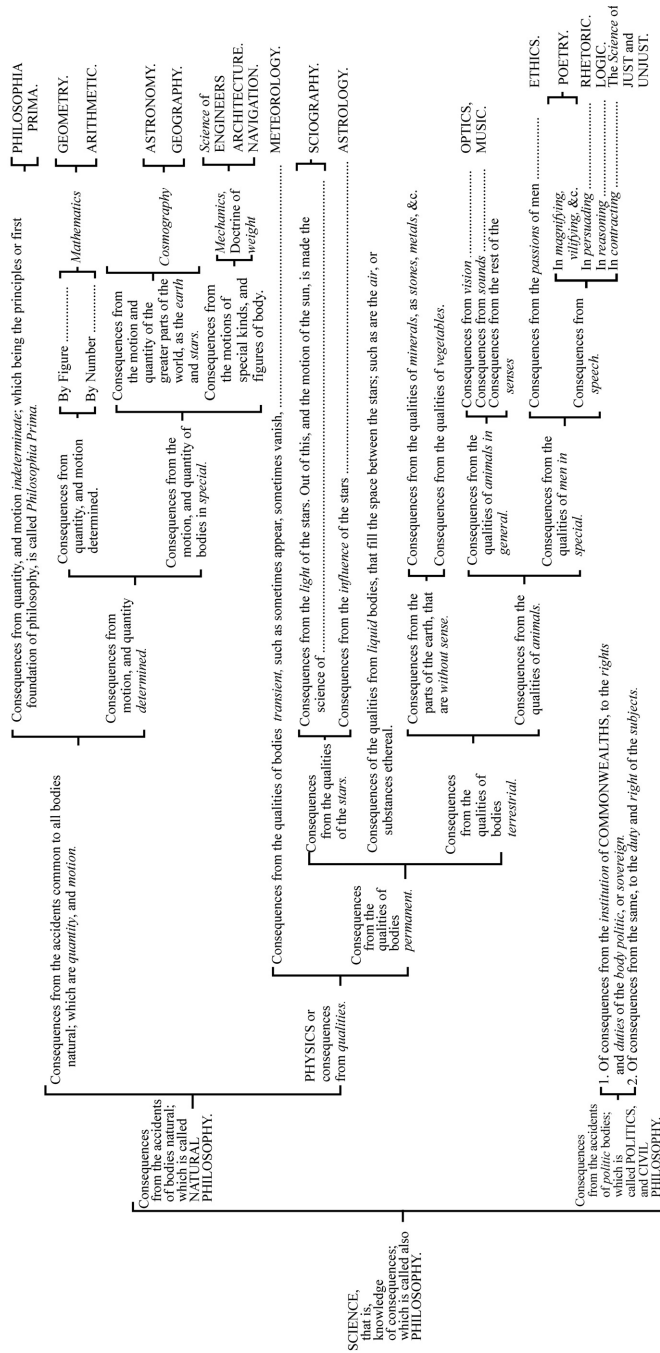 SCIENCE,
that is,
knowledge
of consequences;
which is called also
PHILOSOPHY.
Consequences
from the accidents
of bodies natural;
which is called
NATURAL
PHILOSOPHY.
Consequences from the accidents common to all bodies
natural; which are quantity, and motion.
Consequences from quantity, and motion indeterminate; which being the principles or first
foundation of philosophy, is called Philosophia Prima.
PHILOSOPHIA
PRIMA.
Consequences from
motion, and quantity
determined.
Consequences from
quantity, and motion
determined.
By Figure ..........
By Number ..........
Mathematics
GEOMETRY.
ARITHMETIC.
Consequences from the
motion, and quantity of
bodies in special.
Consequences from
the motion and
quantity of the
greater parts of the
world, as the earth
and stars.
Cosmography
ASTRONOMY.
GEOGRAPHY.
Consequences from
the motions of
special kinds, and
figures of body.
Mechanics,
Doctrine of
weight
Science of
ENGINEERS
ARCHITECTURE.
NAVIGATION.
PHYSICS or
consequences
from qualities.
Consequences from the qualities of bodies transient, such as sometimes appear, sometimes vanish, .......... METEOROLOGY.
Consequences
from the
qualities of
bodies
permanent.
Consequences
from the qualities
of the stars.
Consequences from the light of the stars. Out of this, and the motion of the sun, is made the
science of .......... SCIOGRAPHY.
Consequences from the influence of the stars .......... ASTROLOGY.
Consequences of the qualities from liquid bodies, that fill the space between the stars; such as are the air, or
substances ethereal.
Consequences
from the
qualities of
bodies
terrestrial.
Consequences from the
parts of the earth, that
are without sense.
Consequences from the qualities of minerals, as stones, metals, &c.
Consequences from the qualities of vegetables.
Consequences from the
qualities of animals.
Consequences from the
qualities of animals in
general.
Consequences from vision .......... OPTICS,
Consequences from sounds .......... MUSIC.
Consequences from the rest of the
senses
Consequences from the
qualities of men in
special.
Consequences from the passions of men .......... ETHICS.
Consequences from
speech.
In magnifying,
vilifying, &c.
POETRY.
In persuading .......... RHETORIC.
In reasoning .......... LOGIC.
In contracting .......... The Science of
JUST and
UNJUST.
Consequences
from the accidents
of politic bodies;
which is
called POLITICS,
and CIVIL
PHILOSOPHY.
1. Of consequences from the institution of COMMONWEALTHS, to the rights
and duties of the body politic, or sovereign.
2. Of consequences from the same, to the duty and right of the subjects.